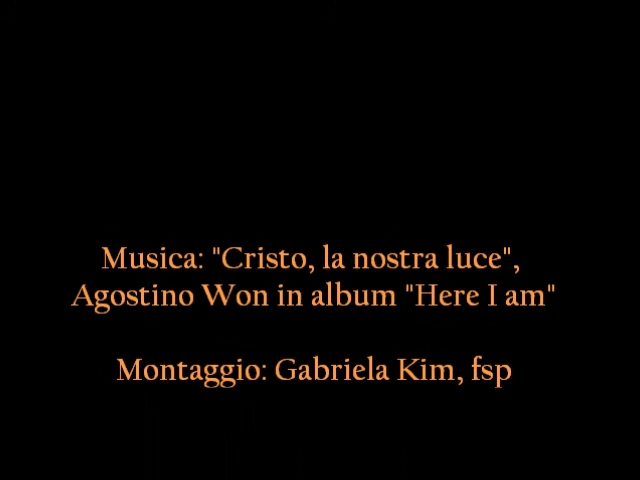 Musica: "Cristo, la nostra luce",
Agostino Won in album "Here I am"
Montaggio: Gabriela Kim, fsp